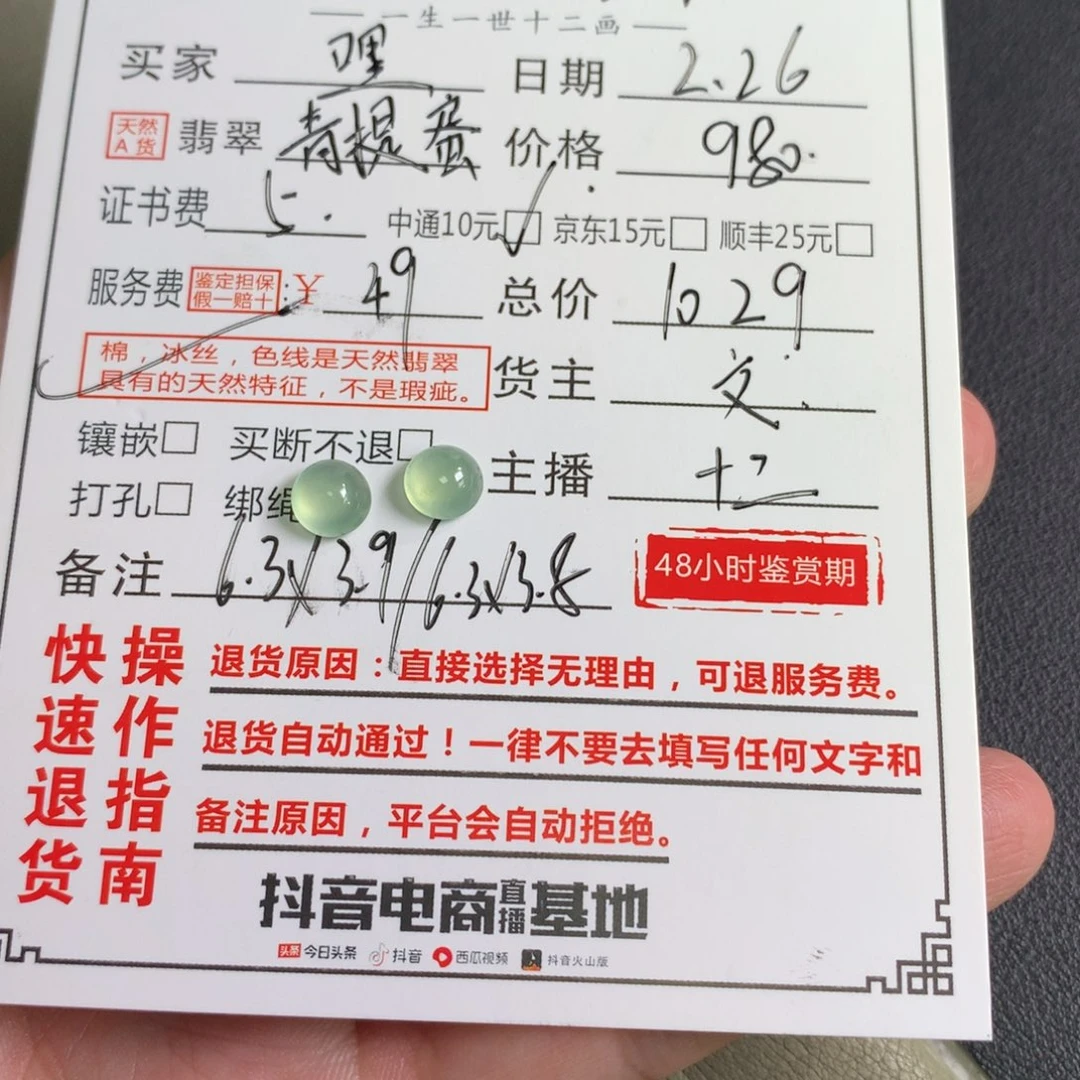 一生一世十二画
买家 嘿 日期 2.26
天然A货 翡翠 青提蛋 价格 980.
证书费 5. 中通10元☑ 京东15元□ 顺丰25元□
服务费 鉴定担保 假一赔十 :¥ 49 总价 1029
棉，冰丝，色线是天然翡翠
具有的天然特征，不是瑕疵。
货主 文.
镶嵌□ 买断不退□
主播 十二
打孔□ 绑绳
备注 6.3x3.9/6.3x3.8
48小时鉴赏期
快速退货 操作指南
退货原因：直接选择无理由，可退服务费。
退货自动通过！一律不要去填写任何文字和
备注原因，平台会自动拒绝。
抖音电商直播基地
头条 今日头条 抖音 西瓜视频 抖音火山版